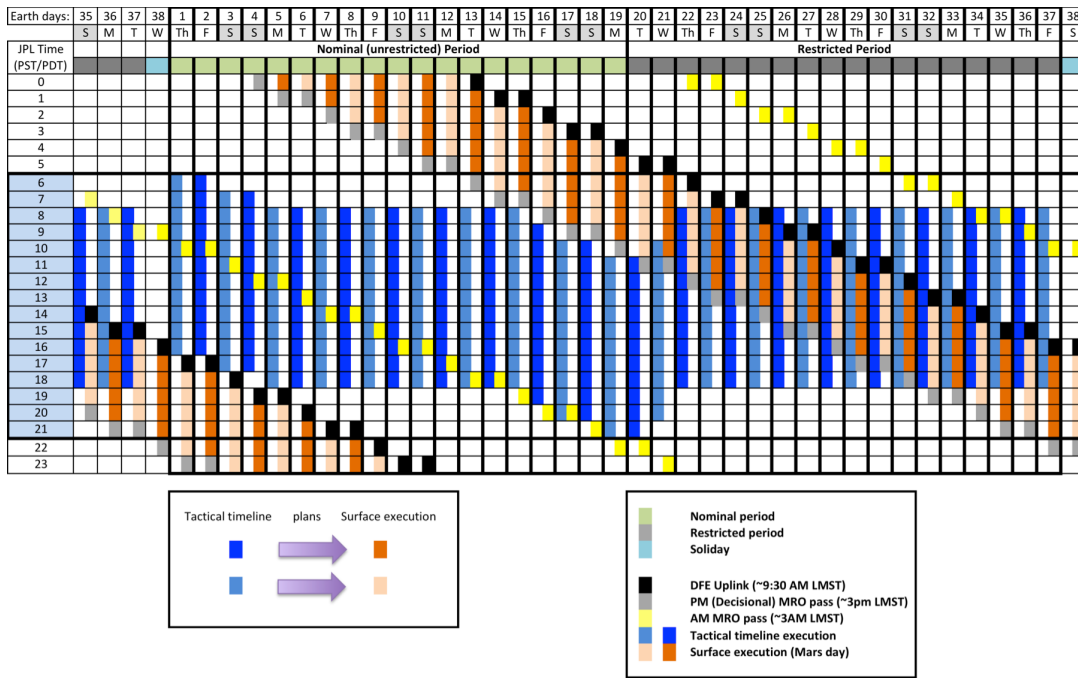 Earth days: 35 36 37 38 1 2 3 4 5 6 7 8 9 10 11 12 13 14 15 16 17 18 19 20 21 22 23 24 25 26 27 28 29 30 31 32 33 34 35 36 37 38
S M T W Th F S S M T W Th F S S M T W Th F S S M T W Th F S S M T W Th F S S M T W Th F S
JPL Time
(PST/PDT)
Nominal (unrestricted) Period Restricted Period
0
1
2
3
4
5
6
7
8
9
10
11
12
13
14
15
16
17
18
19
20
21
22
23
Tactical timeline plans Surface execution
Nominal period
Restricted period
Soliday
DFE Uplink (~9:30 AM LMST)
PM (Decisional) MRO pass (~3pm LMST)
AM MRO pass (~3AM LMST)
Tactical timeline execution
Surface execution (Mars day)